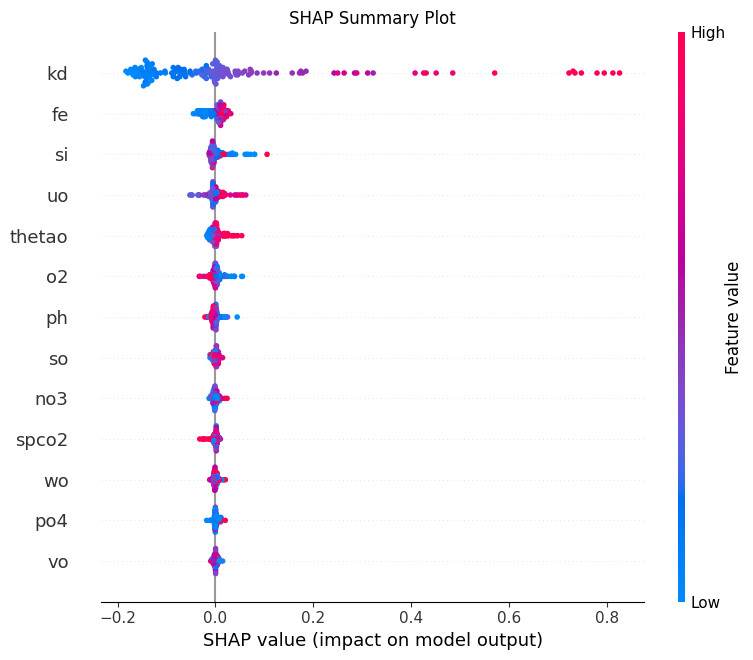 SHAP Summary Plot
High
kd
fe
si
uo
thetao
o2
ph
so
no3
spco2
wo
po4
vo
Feature value
Low
−0.2 0.0 0.2 0.4 0.6 0.8
SHAP value (impact on model output)